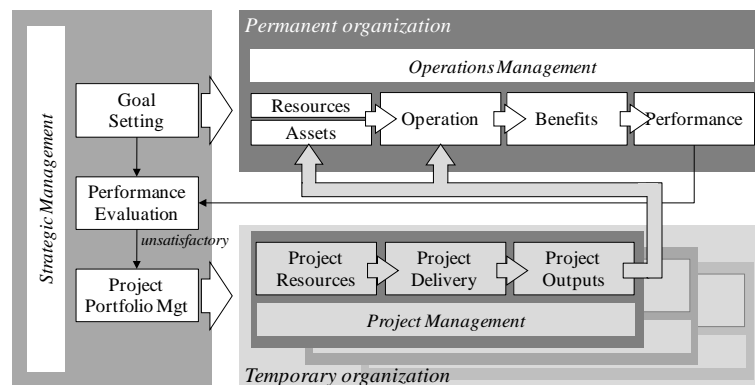 Strategic Management
Goal
Setting
Performance
Evaluation
unsatisfactory
Project
Portfolio Mgt
Permanent organization
Operations Management
Resources
Assets
Operation
Benefits
Performance
Project
Resources
Project
Delivery
Project
Outputs
Project Management
Temporary organization